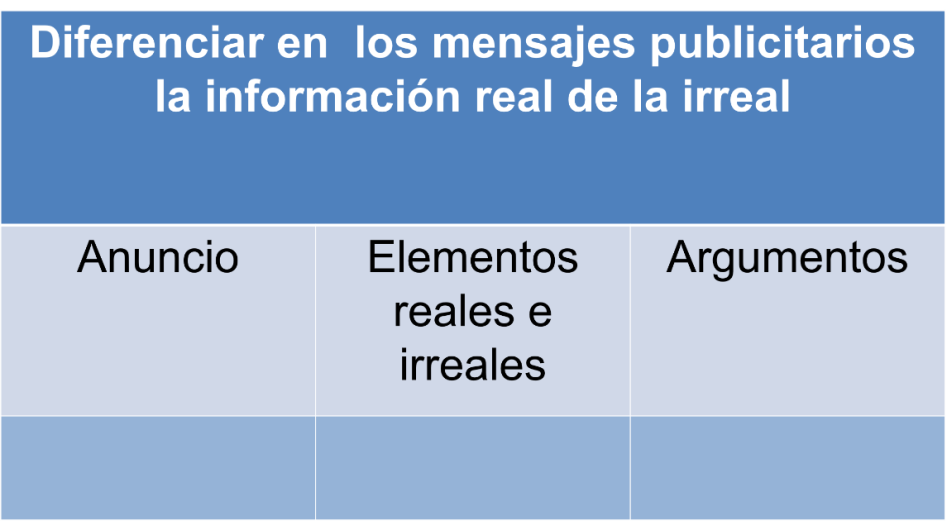 Diferenciar en  los mensajes publicitarios
la información real de la irreal
Anuncio
Elementos
reales e
irreales
Argumentos